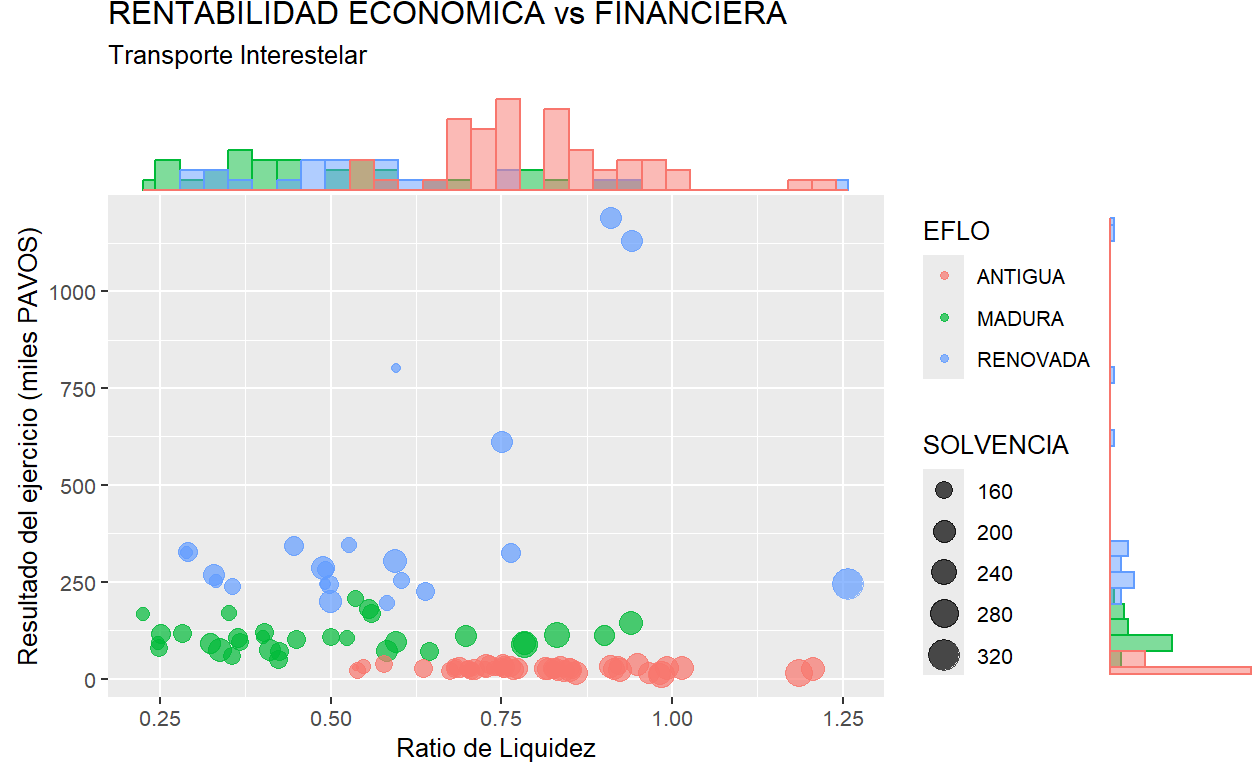 RENTABILIDAD ECONÓMICA vs FINANCIERA
Transporte Interestelar
Resultado del ejercicio (miles PAVOS)
1000
750
500
250
0
0.25
0.50
0.75
1.00
1.25
Ratio de Liquidez
EFLO
ANTIGUA
MADURA
RENOVADA
SOLVENCIA
160
200
240
280
320